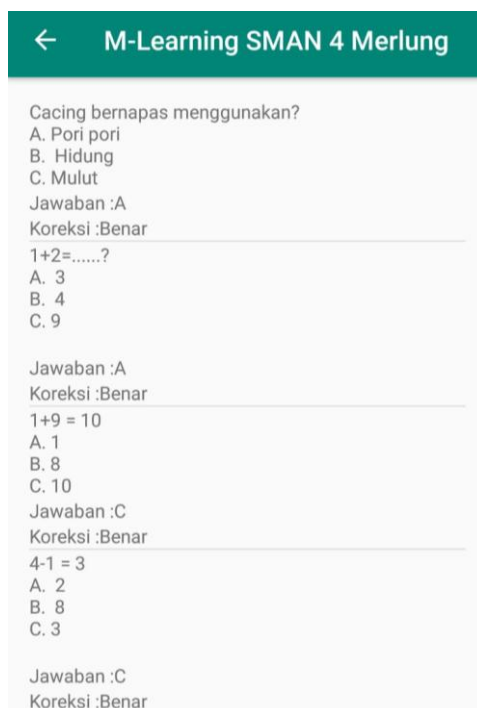 M-Learning SMAN 4 Merlung
Cacing bernapas menggunakan?
A. Pori pori
B. Hidung
C. Mulut
Jawaban :A
Koreksi :Benar
1+2=......?
A. 3
B. 4
C. 9
Jawaban :A
Koreksi :Benar
1+9 = 10
A. 1
B. 8
C. 10
Jawaban :C
Koreksi :Benar
4-1 = 3
A. 2
B. 8
C. 3
Jawaban :C
Koreksi :Benar